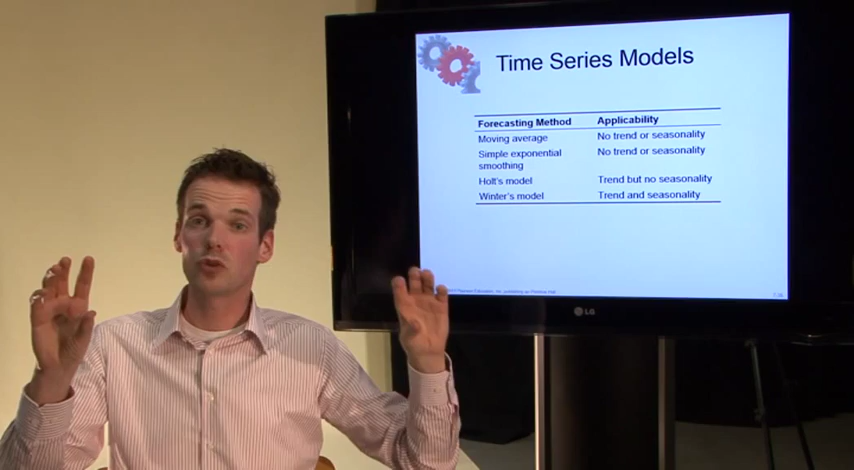 Time Series Models
Forecasting Method Applicability
Moving average No trend or seasonality
Simple exponential No trend or seasonality
smoothing
Holt's model Trend but no seasonality
Winter's model Trend and seasonality
LG